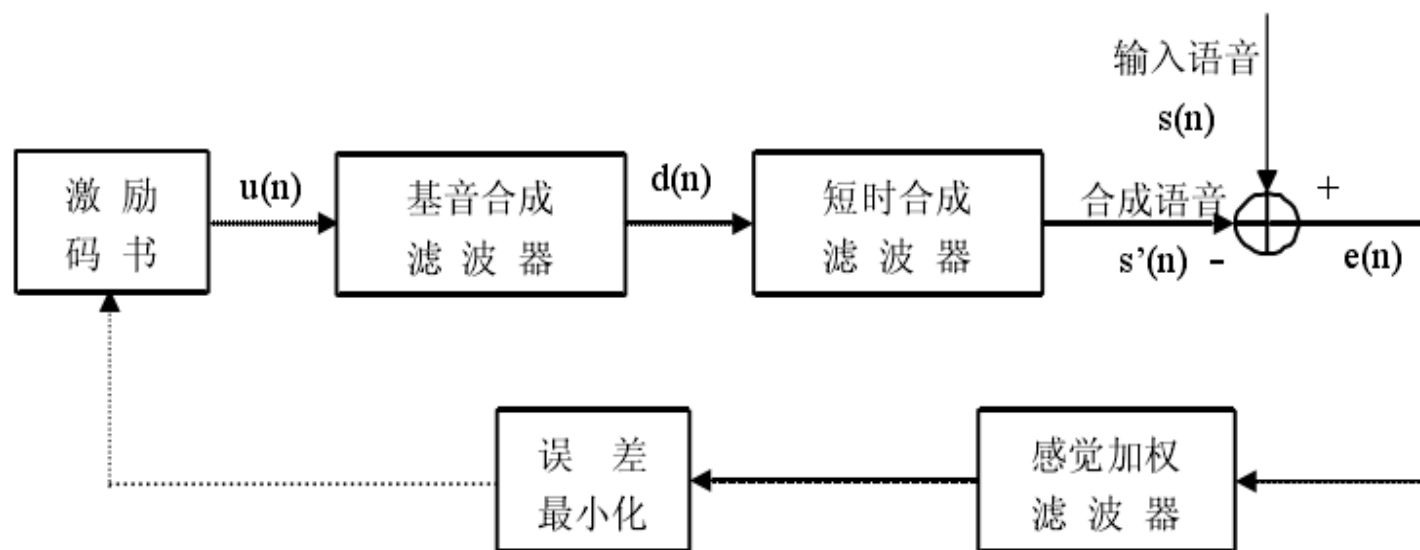 输入语音
s(n)
激 励
码 书
u(n)
基音合成
滤 波 器
d(n)
短时合成
滤 波 器
合成语音
s’(n) -
+
e(n)
误 差
最小化
感觉加权
滤 波 器